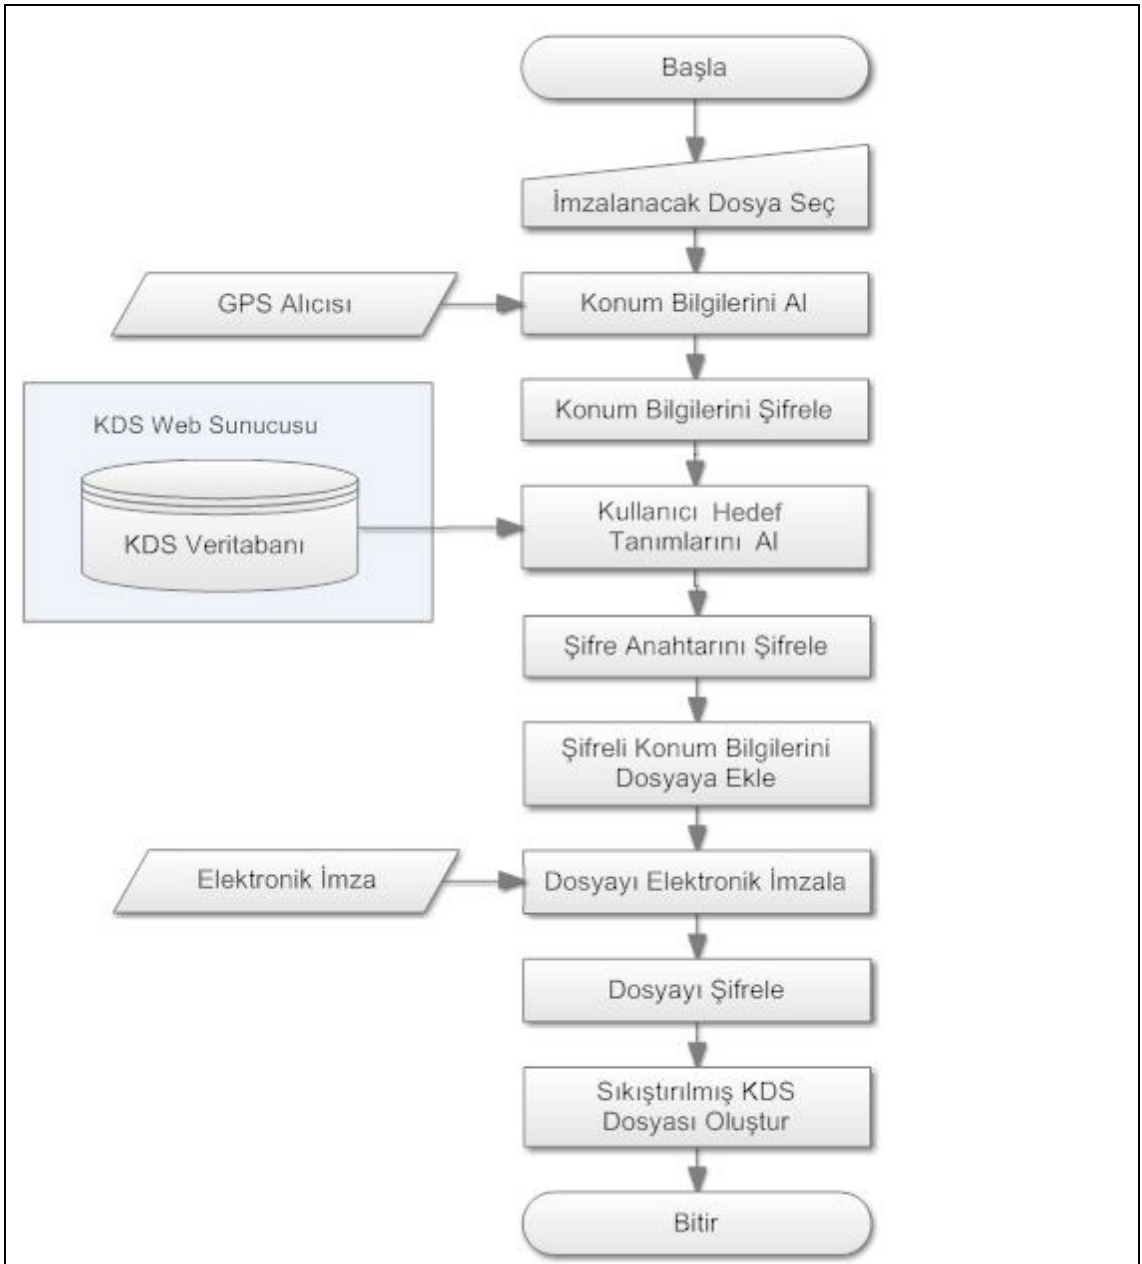 Başla
İmzalanacak Dosya Seç
GPS Alıcısı
Konum Bilgilerini Al
Konum Bilgilerini Şifrele
KDS Web Sunucusu
KDS Veritabanı
Kullanıcı Hedef
Tanımlarını Al
Şifre Anahtarını Şifrele
Şifreli Konum Bilgilerini
Dosyaya Ekle
Elektronik İmza
Dosyayı Elektronik İmzala
Dosyayı Şifrele
Sıkıştırılmış KDS
Dosyası Oluştur
Bitir